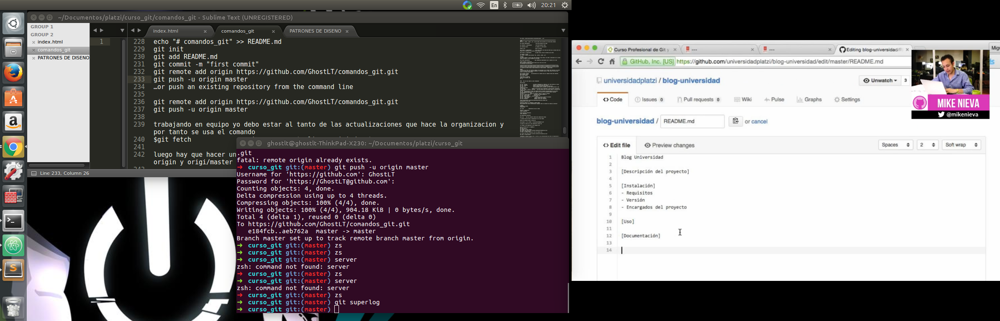 En
20:21
~/Documentos/platzi/curso_git/comandos_git - Sublime Text (UNREGISTERED)
GROUP 1
GROUP 2
index.html
comandos_git
PATRONES DE DISENO
index.html
comandos_git
PATRONES DE DISENO
1
228 echo "# comandos_git" >> README.md
229 git init
230 git add README.md
231 git commit -m "first commit"
232 git remote add origin https://github.com/GhostLT/comandos_git.git
233 git push -u origin master
234 …or push an existing repository from the command line
235
236 git remote add origin https://github.com/GhostLT/comandos_git.git
237 git push -u origin master
238
239 trabajando en equipo yo debo estar al tanto de las actualizaciones que hace la organizacion y
por tanto se usa el comando
240 $git fetch
241
242 luego hay que hacer un
origin y origi/master
Line 233, Column 26
ghostlt@ghostlt-ThinkPad-X230: ~/Documentos/platzi/curso_git
.git
fatal: remote origin already exists.
➜ curso_git git:(master) git push -u origin master
Username for 'https://github.com': GhostLT
Password for 'https://GhostLT@github.com':
Counting objects: 4, done.
Delta compression using up to 4 threads.
Compressing objects: 100% (4/4), done.
Writing objects: 100% (4/4), 904.18 KiB | 0 bytes/s, done.
Total 4 (delta 1), reused 0 (delta 0)
To https://github.com/GhostLT/comandos_git.git
e184fcb..aeb762a master -> master
Branch master set up to track remote branch master from origin.
➜ curso_git git:(master) zs
➜ curso_git git:(master) zs
➜ curso_git git:(master) server
zsh: command not found: server
➜ curso_git git:(master) zs
➜ curso_git git:(master) server
zsh: command not found: server
➜ curso_git git:(master) zs
➜ curso_git git:(master) git superlog
➜ curso_git git:(master)
Curso Profesional de Git y
---
---
Editing blog-universidad/R
Migu
GitHub, Inc. [US] https://github.com/universidadplatzi/blog-universidad/edit/master/README.md
universidadplatzi / blog-universidad
Unwatch 3
Code
Issues 0
Pull requests 0
Wiki
Pulse
Graphs
Settings
MIKE NIEVA
@mikenieva
blog-universidad / README.md or cancel
Edit file
Preview changes
Spaces
2
Soft wrap
1 Blog Universidad
2
3 [Descripción del proyecto]
4
5 [Instalación]
6 - Requisitos
7 - Versión
8 - Encargados del proyecto
9
10 [Uso]
11
12 [Documentación]
13
14